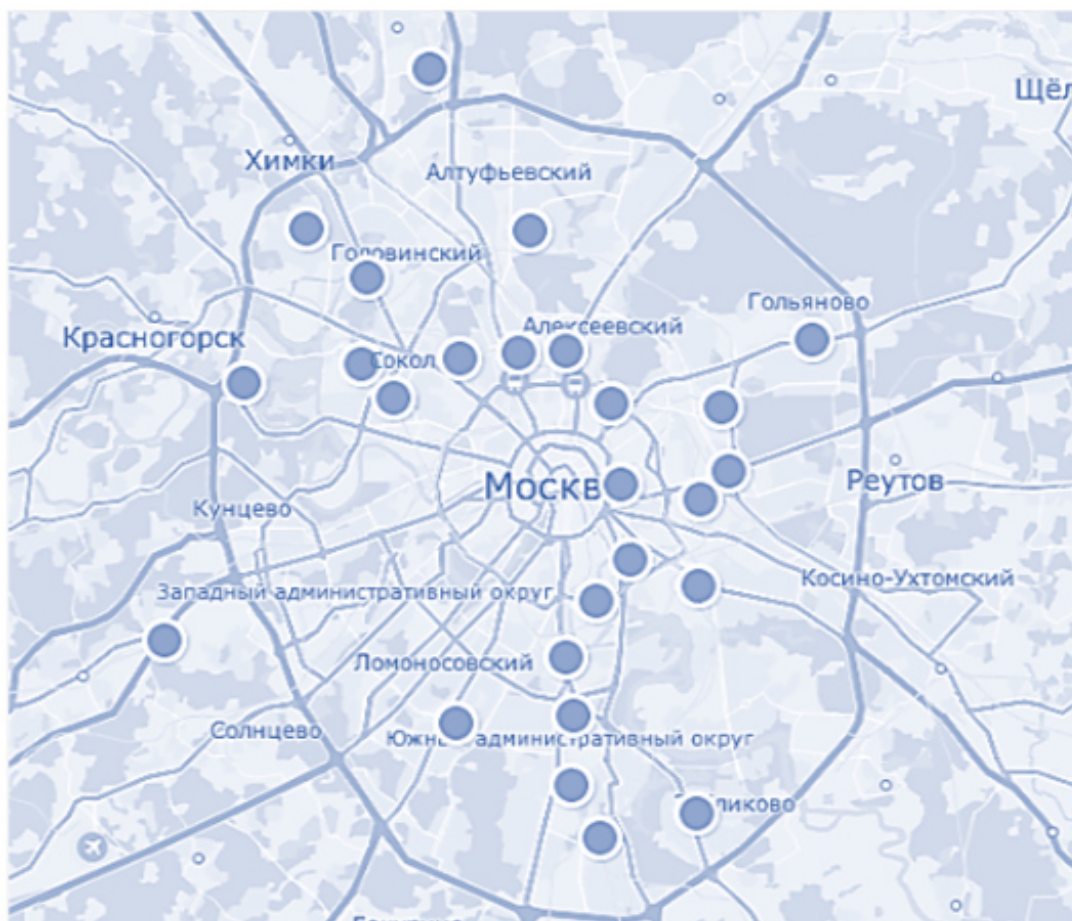 Щёл
Химки
Алтуфьевский
Головинский
Гольяново
Алексеевский
Красногорск
Сокол
Москв
Реутов
Кунцево
Косино-Ухтомский
Западный административный округ
Ломоносовский
Солнцево
административный округ
ликово